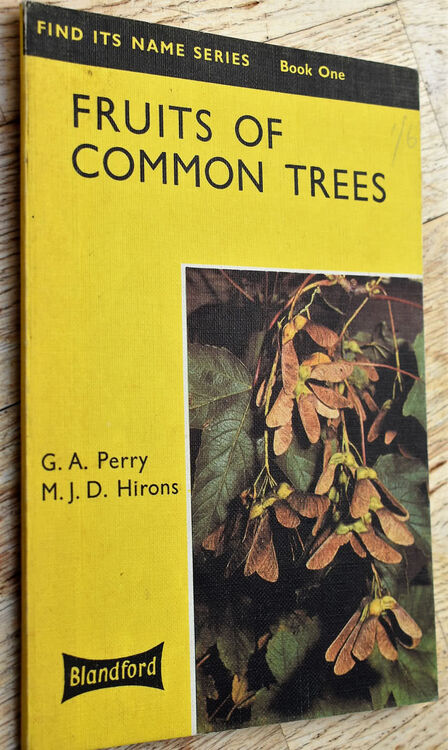 FIND ITS NAME SERIES Book One
FRUITS OF
COMMON TREES
G. A. Perry
M. J. D. Hirons
Blandford